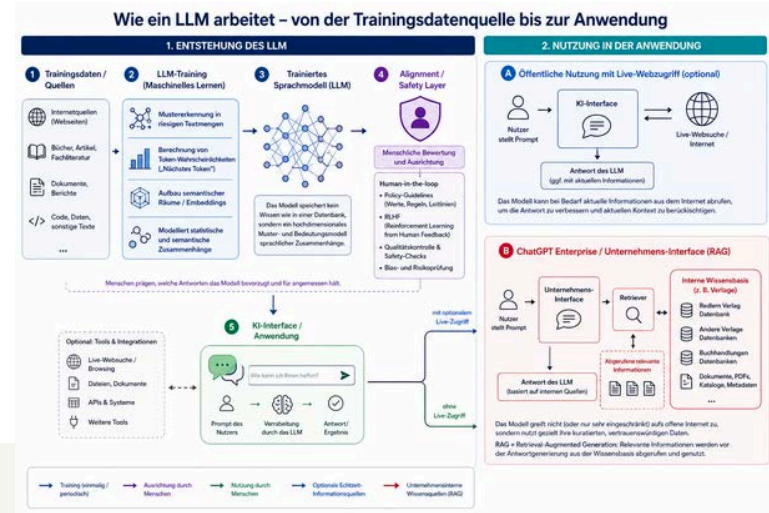 Wie ein LLM arbeitet – von der Trainingsdatenquelle bis zur Anwendung
1. ENTSTEHUNG DES LLM
1
Trainingsdaten /
Quellen
Internetquellen
(Webseiten)
Bücher, Artikel,
Fachliteratur
Dokumente,
Berichte
Code, Daten,
sonstige Texte
...
2
LLM-Training
(Maschinelles Lernen)
Mustererkennung in
riesigen Textmengen
Berechnung von
Token-Wahrscheinlichkeiten
(„Nächstes Token")
Aufbau semantischer
Räume / Embeddings
Modelliert statistische
und semantische
Zusammenhänge
3
Trainiertes
Sprachmodell (LLM)
Das Modell speichert kein
Wissen wie in einer Datenbank,
sondern ein hochdimensionales
Muster- und Bedeutungsmodell
sprachlicher Zusammenhänge.
4
Alignment /
Safety Layer
Menschliche Bewertung
und Ausrichtung
Human-in-the-loop
• Policy-Guidelines
(Werte, Regeln, Leitlinien)
• RLHF
(Reinforcement Learning
from Human Feedback)
• Qualitätskontrolle &
Safety-Checks
• Bias- und Risikoprüfung
Menschen prägen, welche Antworten das Modell bevorzugt und für angemessen hält.
Optional: Tools & Integrationen
Live-Websuche /
Browsing
Dateien, Dokumente
APIs & Systeme
Weitere Tools
5
KI-Interface /
Anwendung
Wie kann ich Ihnen helfen?
Prompt des
Nutzers
Verarbeitung
durch das LLM
Antwort/
Ergebnis
mit optionalem
Live-Zugriff
ohne
Live-Zugriff
Training (einmalig /
periodisch)
Ausrichtung durch
Menschen
Nutzung durch
Menschen
Optionale Echtzeit-
Informationsquellen
Unternehmensinterne
Wissensquellen (RAG)
2. NUTZUNG IN DER ANWENDUNG
A
Öffentliche Nutzung mit Live-Webzugriff (optional)
Nutzer
stellt Prompt
KI-Interface
Live-Websuche /
Internet
Antwort des LLM
(ggf. mit aktuellen Informationen)
Das Modell kann bei Bedarf aktuelle Informationen aus dem Internet abrufen,
um die Antwort zu verbessern und aktuellen Kontext zu berücksichtigen.
B
ChatGPT Enterprise / Unternehmens-Interface (RAG)
Nutzer
stellt Prompt
Unternehmens-
Interface
Retriever
Abgerufene relevante
Informationen
Antwort des LLM
(basiert auf internen Quellen)
Interne Wissensbasis
(z. B. Verlage)
Redlern Verlag
Datenbank
Andere Verlage
Datenbanken
Buchhandlungen
Datenbanken
Dokumente, PDFs,
Kataloge, Metadaten
...
Das Modell greift nicht (oder nur sehr eingeschränkt) aufs offene Internet zu,
sondern nutzt gezielt ihre kuratierten, vertrauenswürdigen Daten.
RAG = Retrieval-Augmented Generation: Relevante Informationen werden vor
der Antwortgenerierung aus der Wissensbasis abgerufen und genutzt.